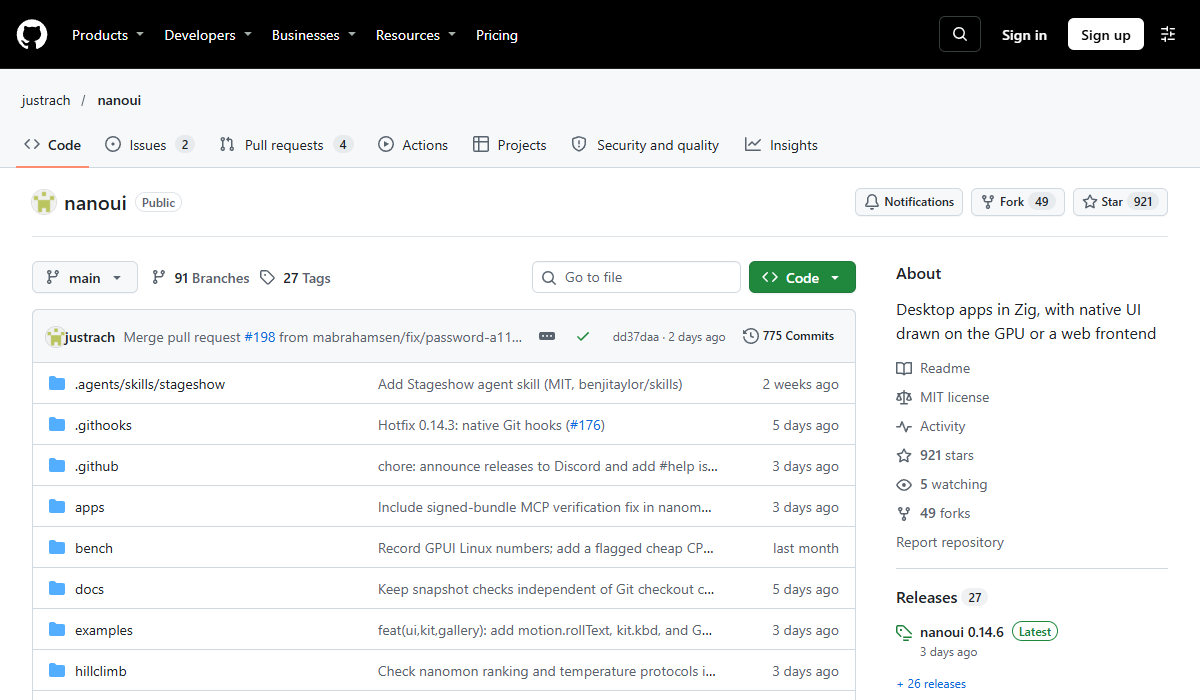 Products Developers Businesses Resources Pricing Sign in Sign up
justrach / nanoui
Code Issues 2 Pull requests 4 Actions Projects Security and quality Insights
nanoui Public Notifications Fork 49 Star 921
main 91 Branches 27 Tags Go to file Code
justrach Merge pull request #198 from mabrahamsen/fix/password-a11... dd37daa · 2 days ago 775 Commits
.agents/skills/stageshow Add Stageshow agent skill (MIT, benjitaylor/skills) 2 weeks ago
.githooks Hotfix 0.14.3: native Git hooks (#176) 5 days ago
.github chore: announce releases to Discord and add #help is... 3 days ago
apps Include signed-bundle MCP verification fix in nanom... 3 days ago
bench Record GPUI Linux numbers; add a flagged cheap CP... last month
docs Keep snapshot checks independent of Git checkout c... 5 days ago
examples feat(ui,kit,gallery): add motion.rollText, kit.kbd, and G... 3 days ago
hillclimb Check nanomon ranking and temperature protocols i... 3 days ago
About
Desktop apps in Zig, with native UI
drawn on the GPU or a web frontend
Readme
MIT license
Activity
921 stars
5 watching
49 forks
Report repository
Releases 27
nanoui 0.14.6 Latest
3 days ago
+ 26 releases